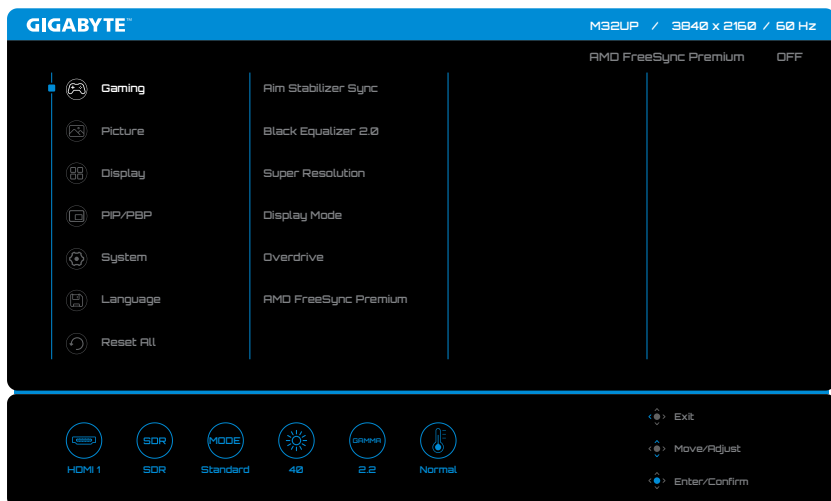 GIGABYTE™
M32UP / 3840 x 2160 / 60 Hz
AMD FreeSync Premium OFF
Gaming
Picture
Display
PIP/PBP
System
Language
Reset All
Aim Stabilizer Sync
Black Equalizer 2.0
Super Resolution
Display Mode
Overdrive
AMD FreeSync Premium
HDMI 1
SDR
SDR
MODE
Standard
40
GAMMA
2.2
Normal
Exit
Move/Adjust
Enter/Confirm